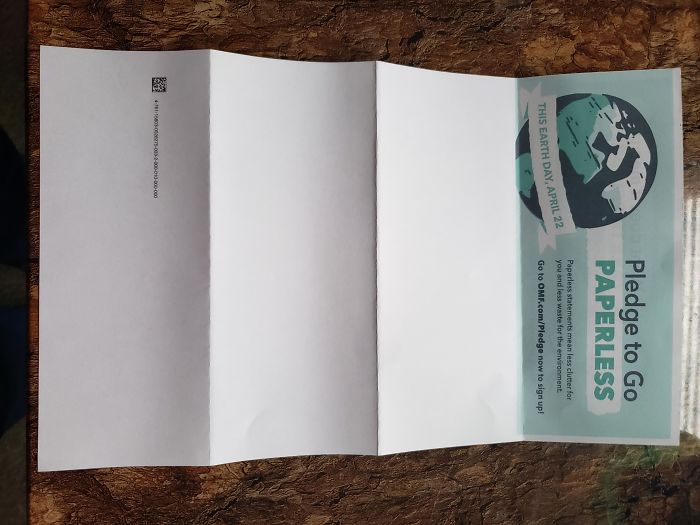 THIS EARTH DAY, APRIL 22
Pledge to Go
PAPERLESS
Paperless statements mean less clutter for
you and less waste for the environment.
Go to OMF.com/Pledge now to sign up!